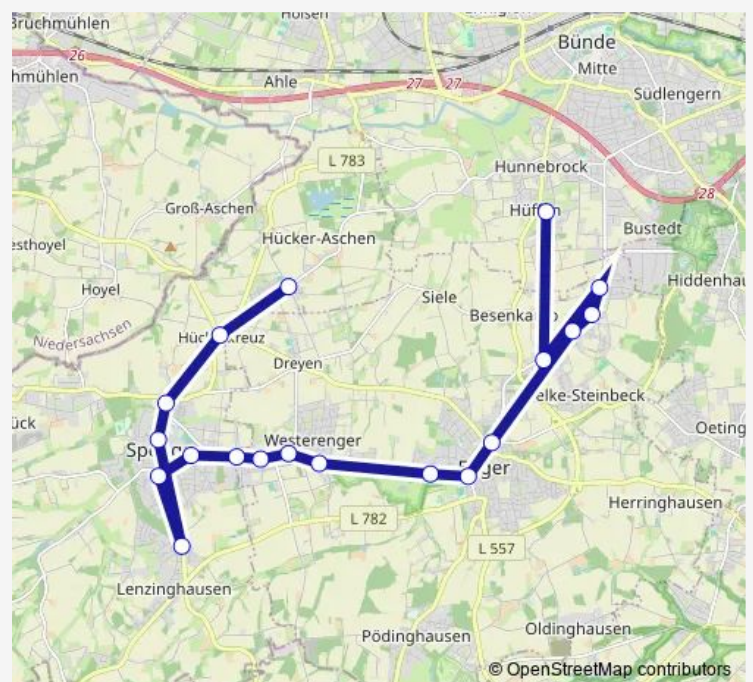 Holsen
Bruchmühlen
Bünde
26
hmühlen
Ahle
27
27
Mitte
Südlengern
L 783
Hunnebrock
28
Groß-Aschen
Bustedt
esthoyel
Hücker-Aschen
Hoyel
Siele
Hiddenhau
Niedersachsen
Dreyen
elke-Steinbeck
ück
Westerenger
Oeting
Herringhausen
L 782
L 557
Lenzinghausen
Pödinghausen
Oldinghausen
© OpenStreetMap contributors